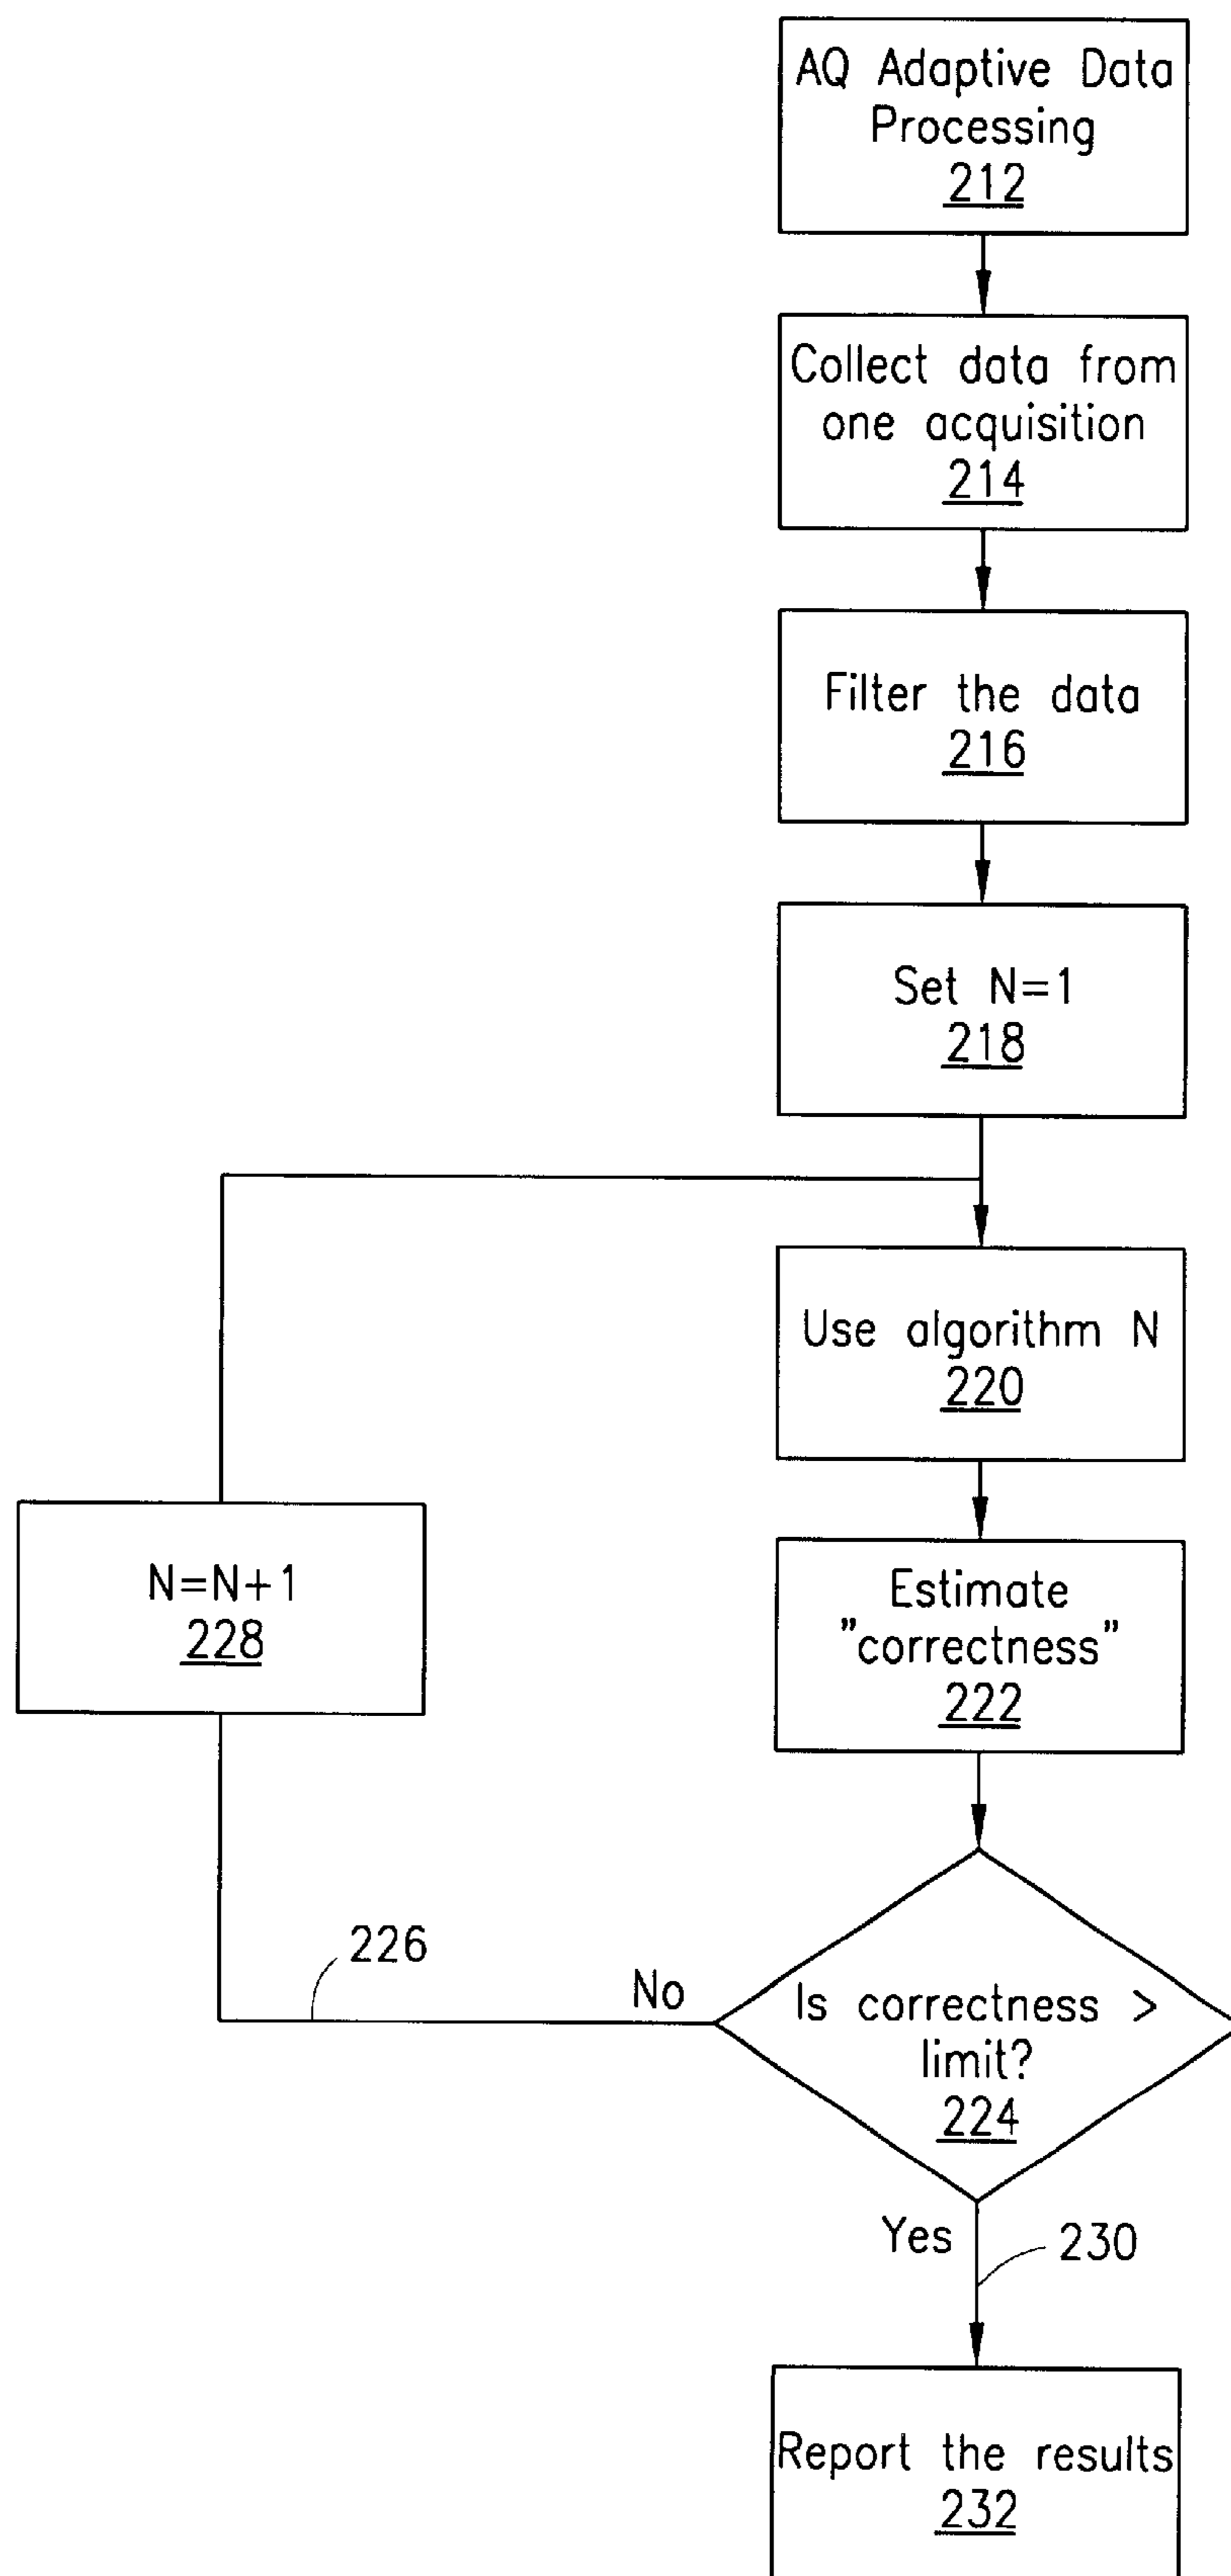 AQ Adaptive Data
Processing
212
Collect data from
one acquisition
214
Filter the data
216
Set N=1
218
Use algorithm N
220
N=N+1
228
Estimate
"correctness"
222
226
No
Is correctness >
limit?
224
Yes
230
Report the results
232